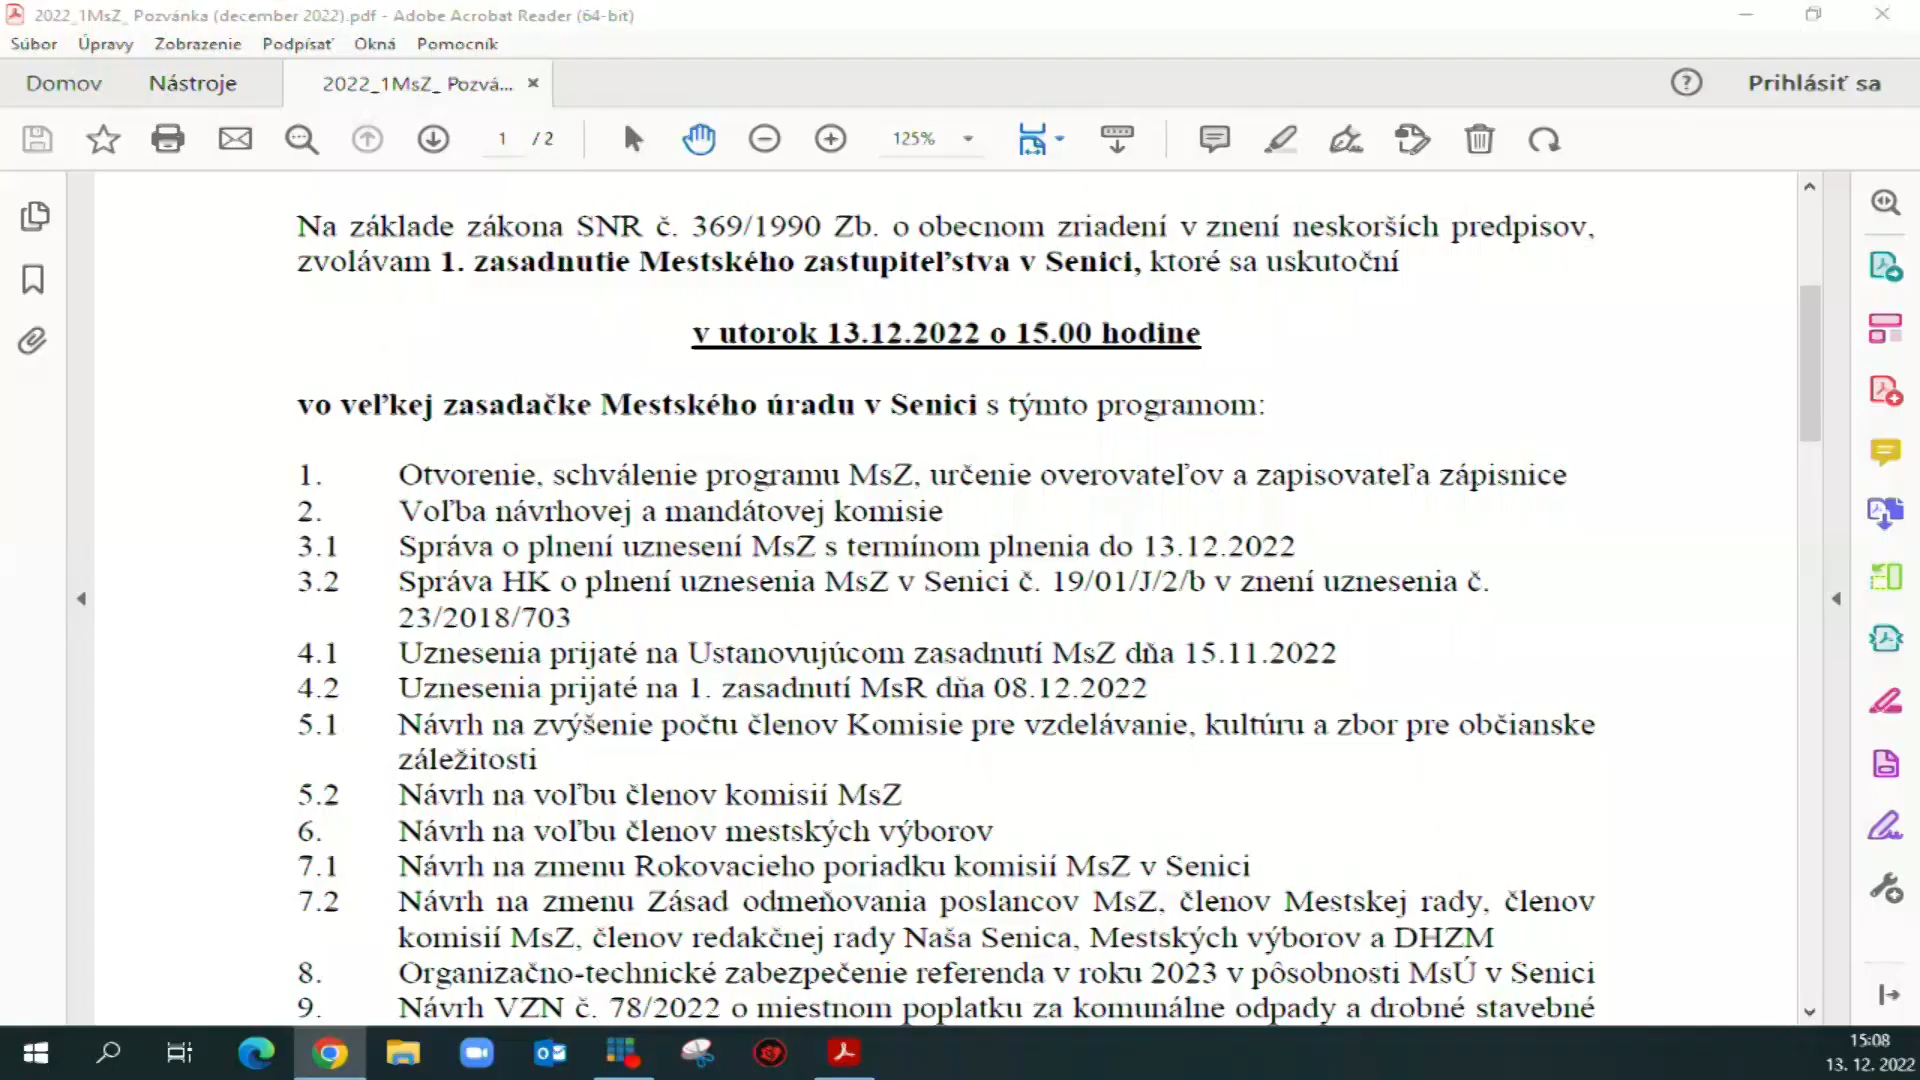 2022_1MsZ_ Pozvánka (december 2022).pdf - Adobe Acrobat Reader (64-bit)
Súbor Úpravy Zobrazenie Podpísať Okná Pomocník
Domov Nástroje 2022_1MsZ_ Pozvá... Prihlásiť sa
1 / 2 125%
Na základe zákona SNR č. 369/1990 Zb. o obecnom zriadení v znení neskorších predpisov,
zvolávam 1. zasadnutie Mestského zastupiteľstva v Senici, ktoré sa uskutoční
v utorok 13.12.2022 o 15.00 hodine
vo veľkej zasadačke Mestského úradu v Senici s týmto programom:
1. Otvorenie, schválenie programu MsZ, určenie overovateľov a zapisovateľa zápisnice
2. Voľba návrhovej a mandátovej komisie
3.1 Správa o plnení uznesení MsZ s termínom plnenia do 13.12.2022
3.2 Správa HK o plnení uznesenia MsZ v Senici č. 19/01/J/2/b v znení uznesenia č.
23/2018/703
4.1 Uznesenia prijaté na Ustanovujúcom zasadnutí MsZ dňa 15.11.2022
4.2 Uznesenia prijaté na 1. zasadnutí MsR dňa 08.12.2022
5.1 Návrh na zvýšenie počtu členov Komisie pre vzdelávanie, kultúru a zbor pre občianske
záležitosti
5.2 Návrh na voľbu členov komisií MsZ
6. Návrh na voľbu členov mestských výborov
7.1 Návrh na zmenu Rokovacieho poriadku komisií MsZ v Senici
7.2 Návrh na zmenu Zásad odmeňovania poslancov MsZ, členov Mestskej rady, členov
komisií MsZ, členov redakčnej rady Naša Senica, Mestských výborov a DHZM
8. Organizačno-technické zabezpečenie referenda v roku 2023 v pôsobnosti MsÚ v Senici
9. Návrh VZN č. 78/2022 o miestnom poplatku za komunálne odpady a drobné stavebné
15:08
13. 12. 2022